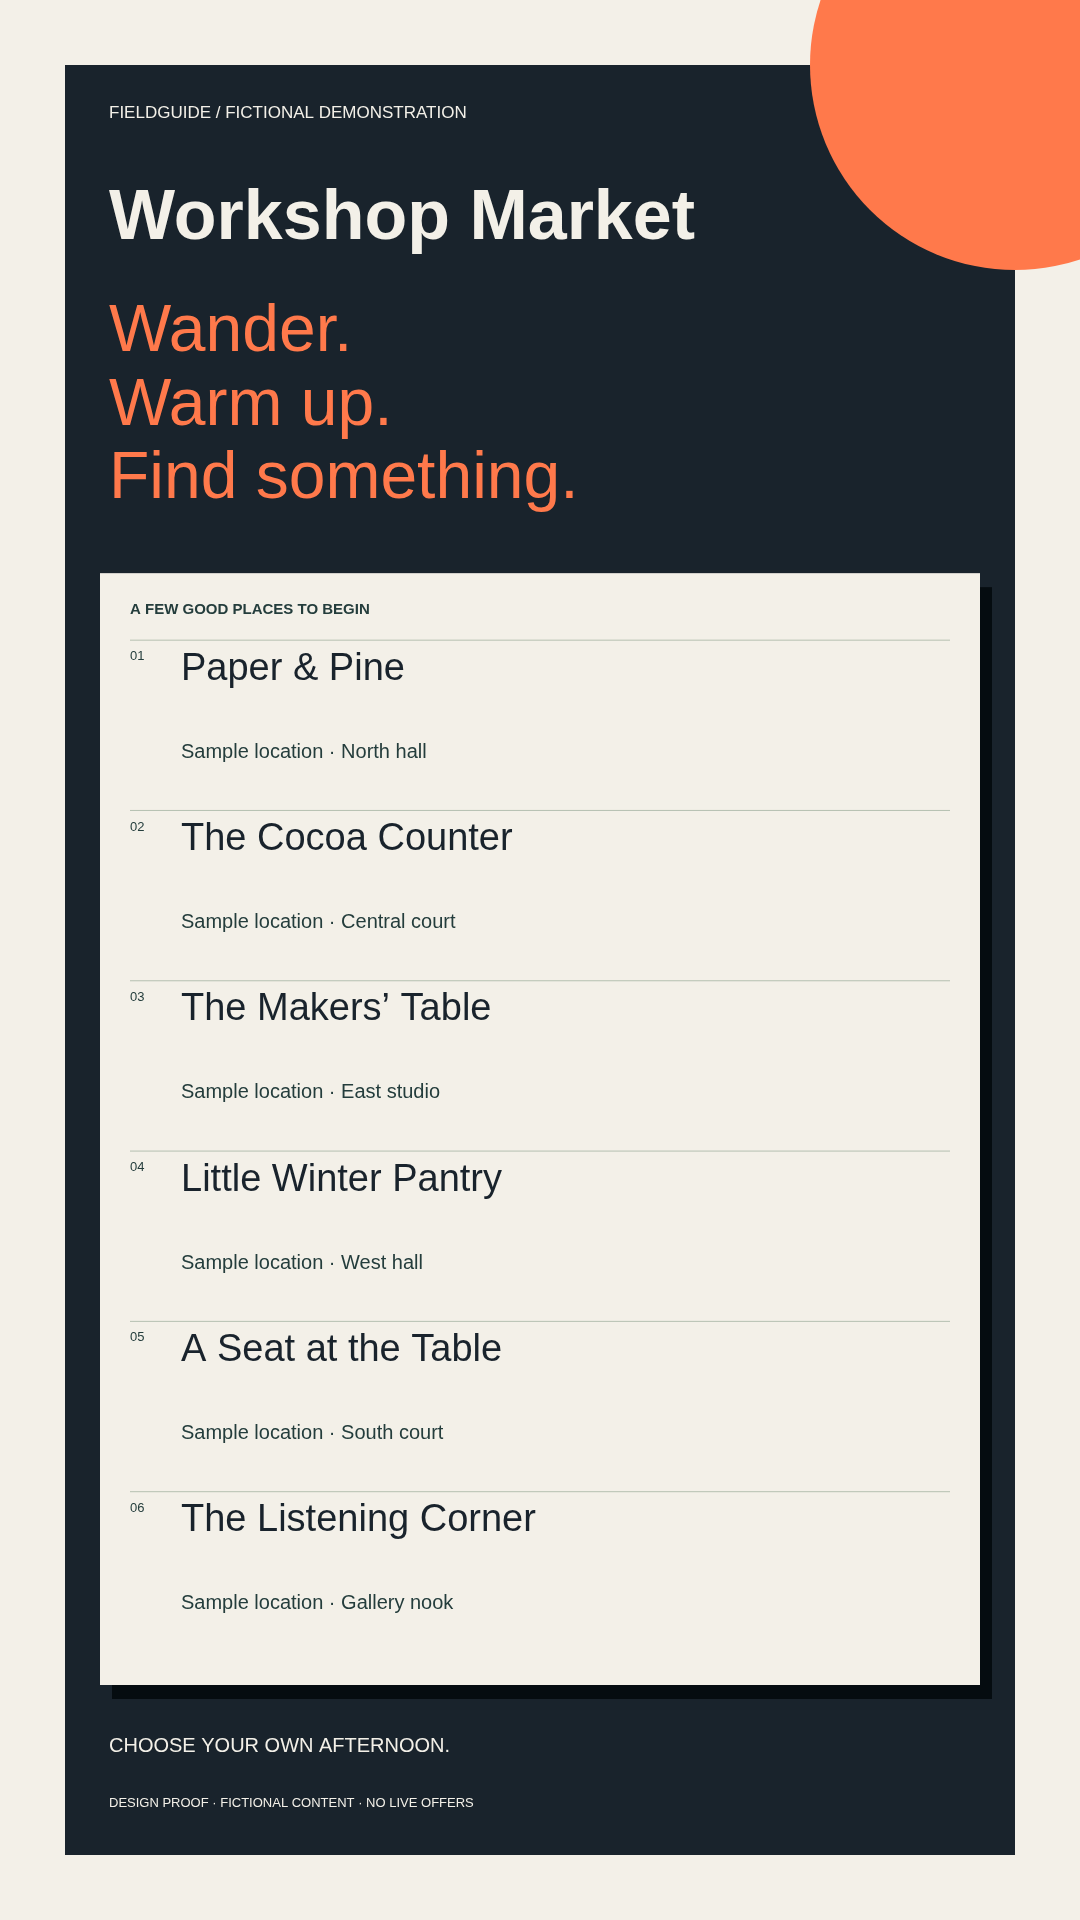 FIELDGUIDE / FICTIONAL DEMONSTRATION
Workshop Market
Wander.
Warm up.
Find something.
A FEW GOOD PLACES TO BEGIN
01
Paper & Pine
Sample location · North hall
02
The Cocoa Counter
Sample location · Central court
03
The Makers’ Table
Sample location · East studio
04
Little Winter Pantry
Sample location · West hall
05
A Seat at the Table
Sample location · South court
06
The Listening Corner
Sample location · Gallery nook
CHOOSE YOUR OWN AFTERNOON.
DESIGN PROOF · FICTIONAL CONTENT · NO LIVE OFFERS